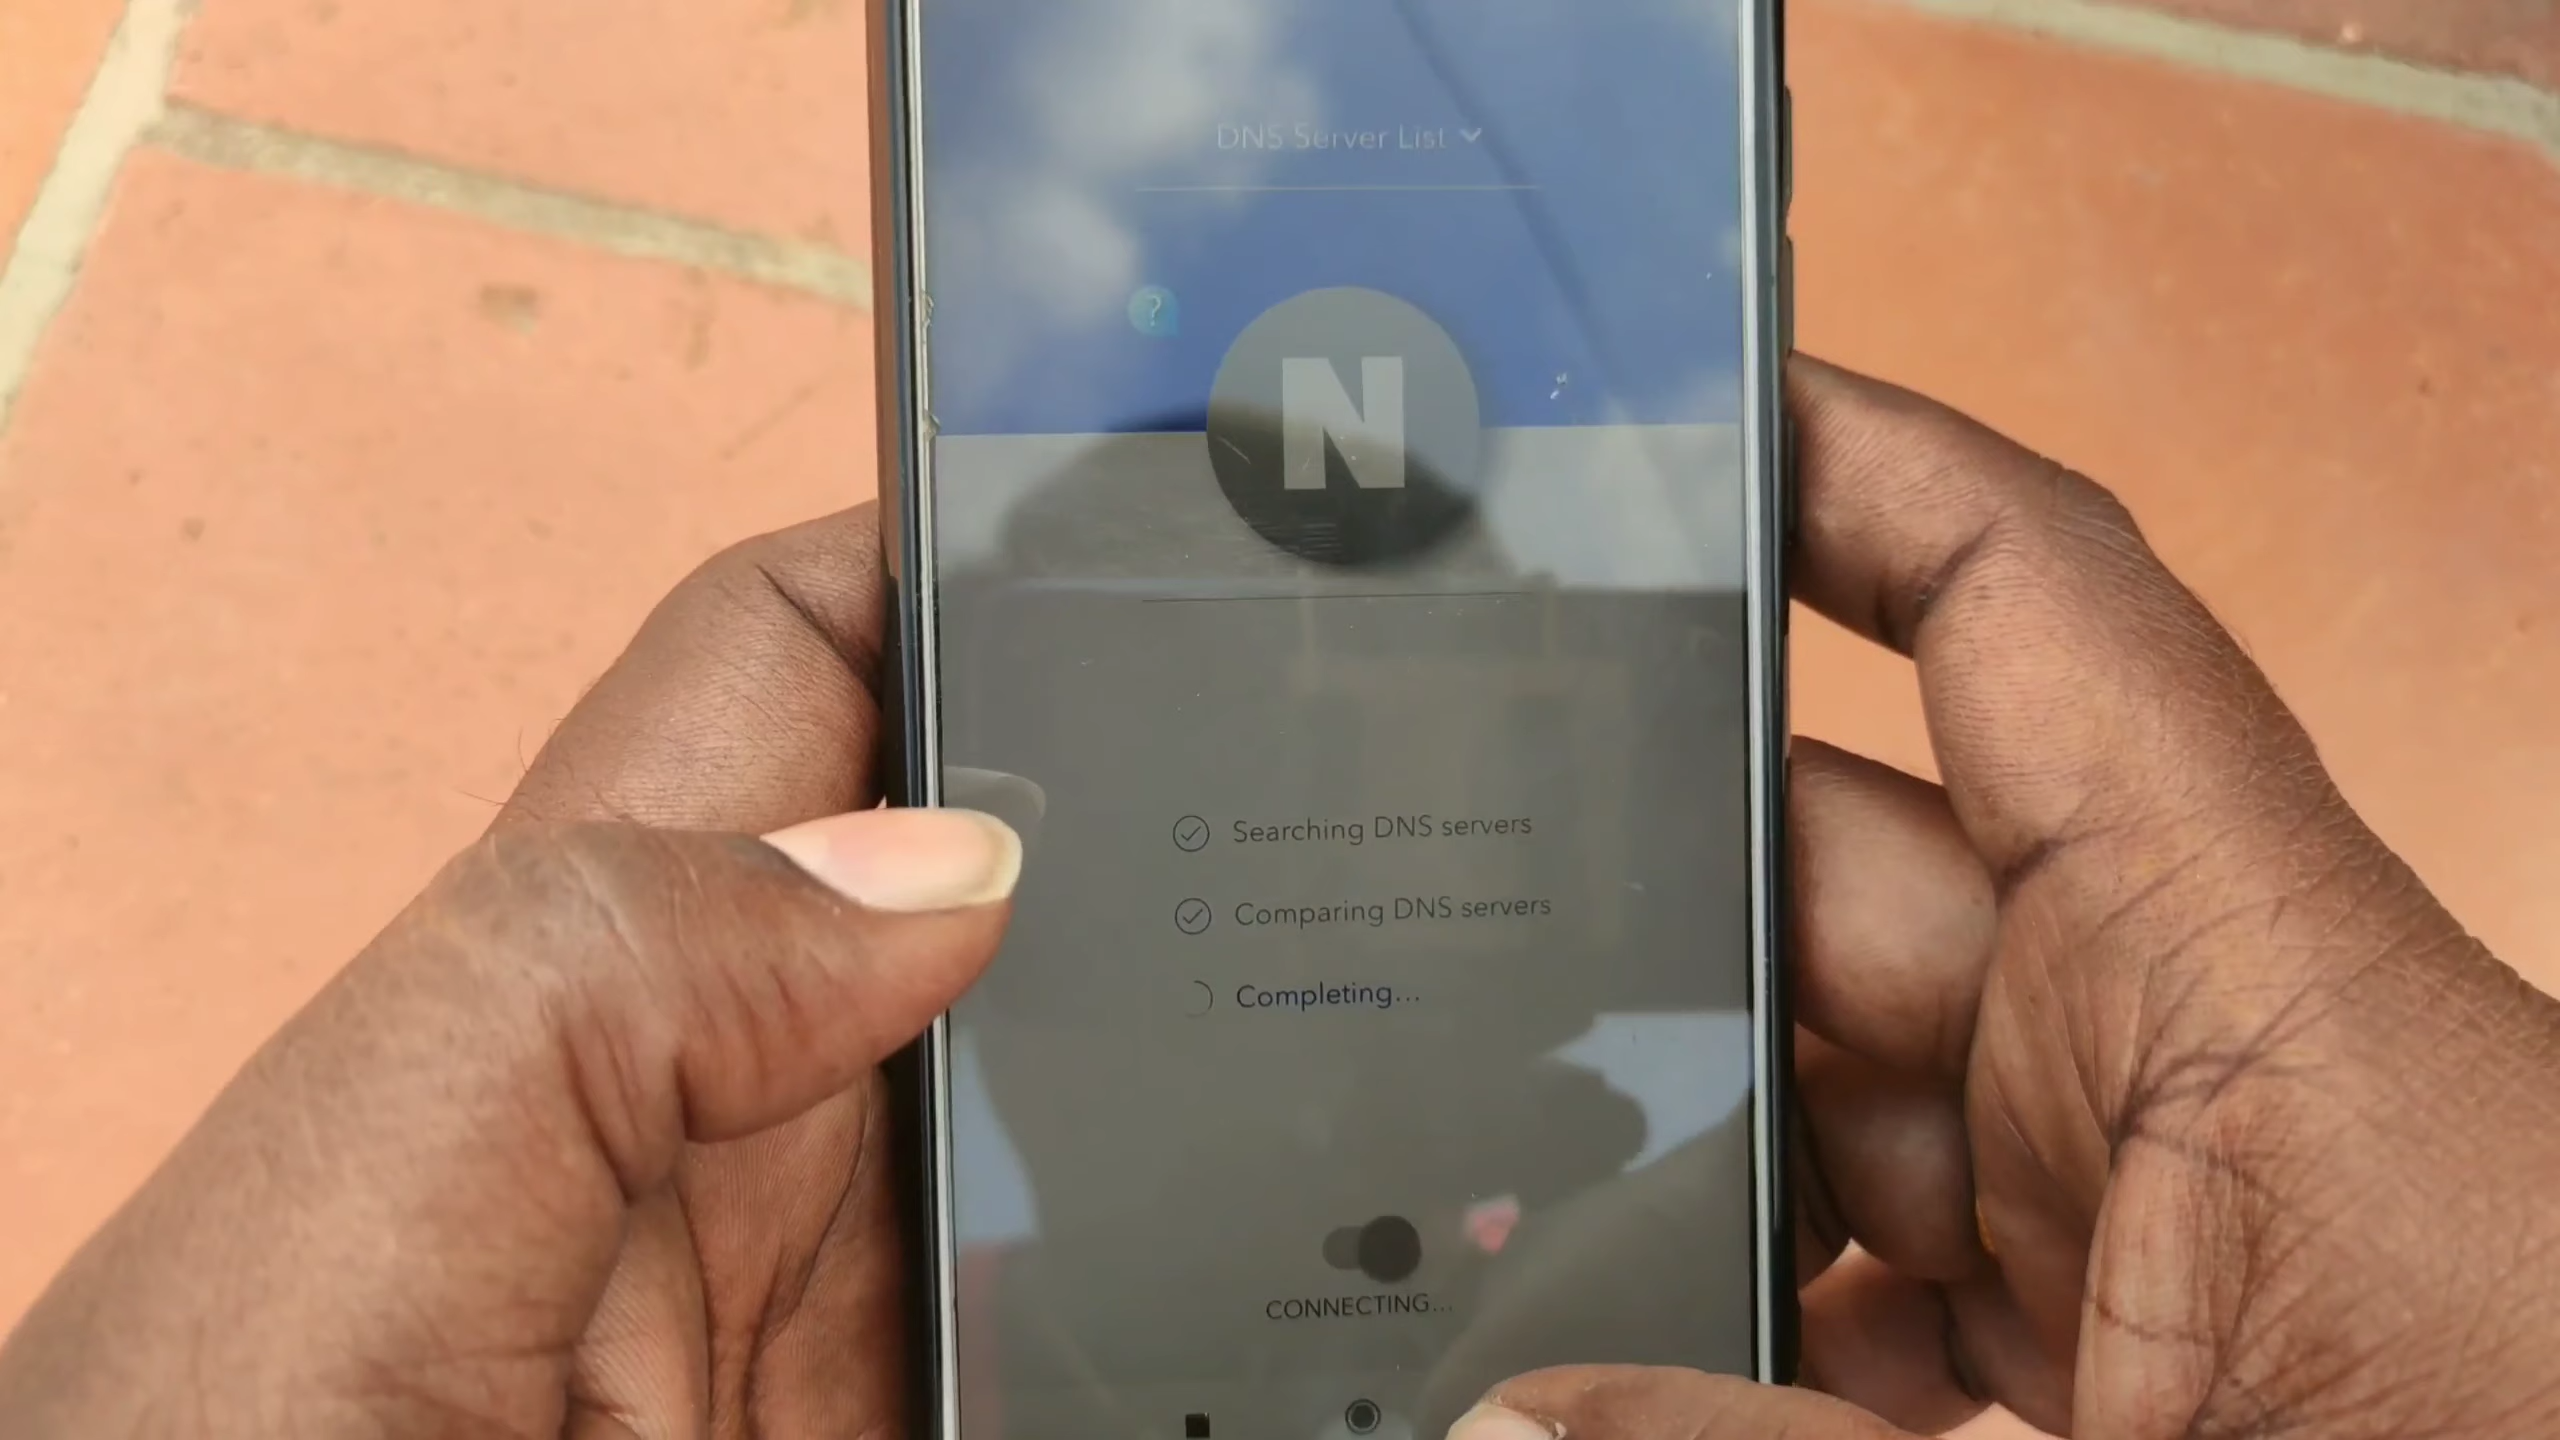 DNS Server List
?
N
Searching DNS servers
Comparing DNS servers
Completing...
CONNECTING...